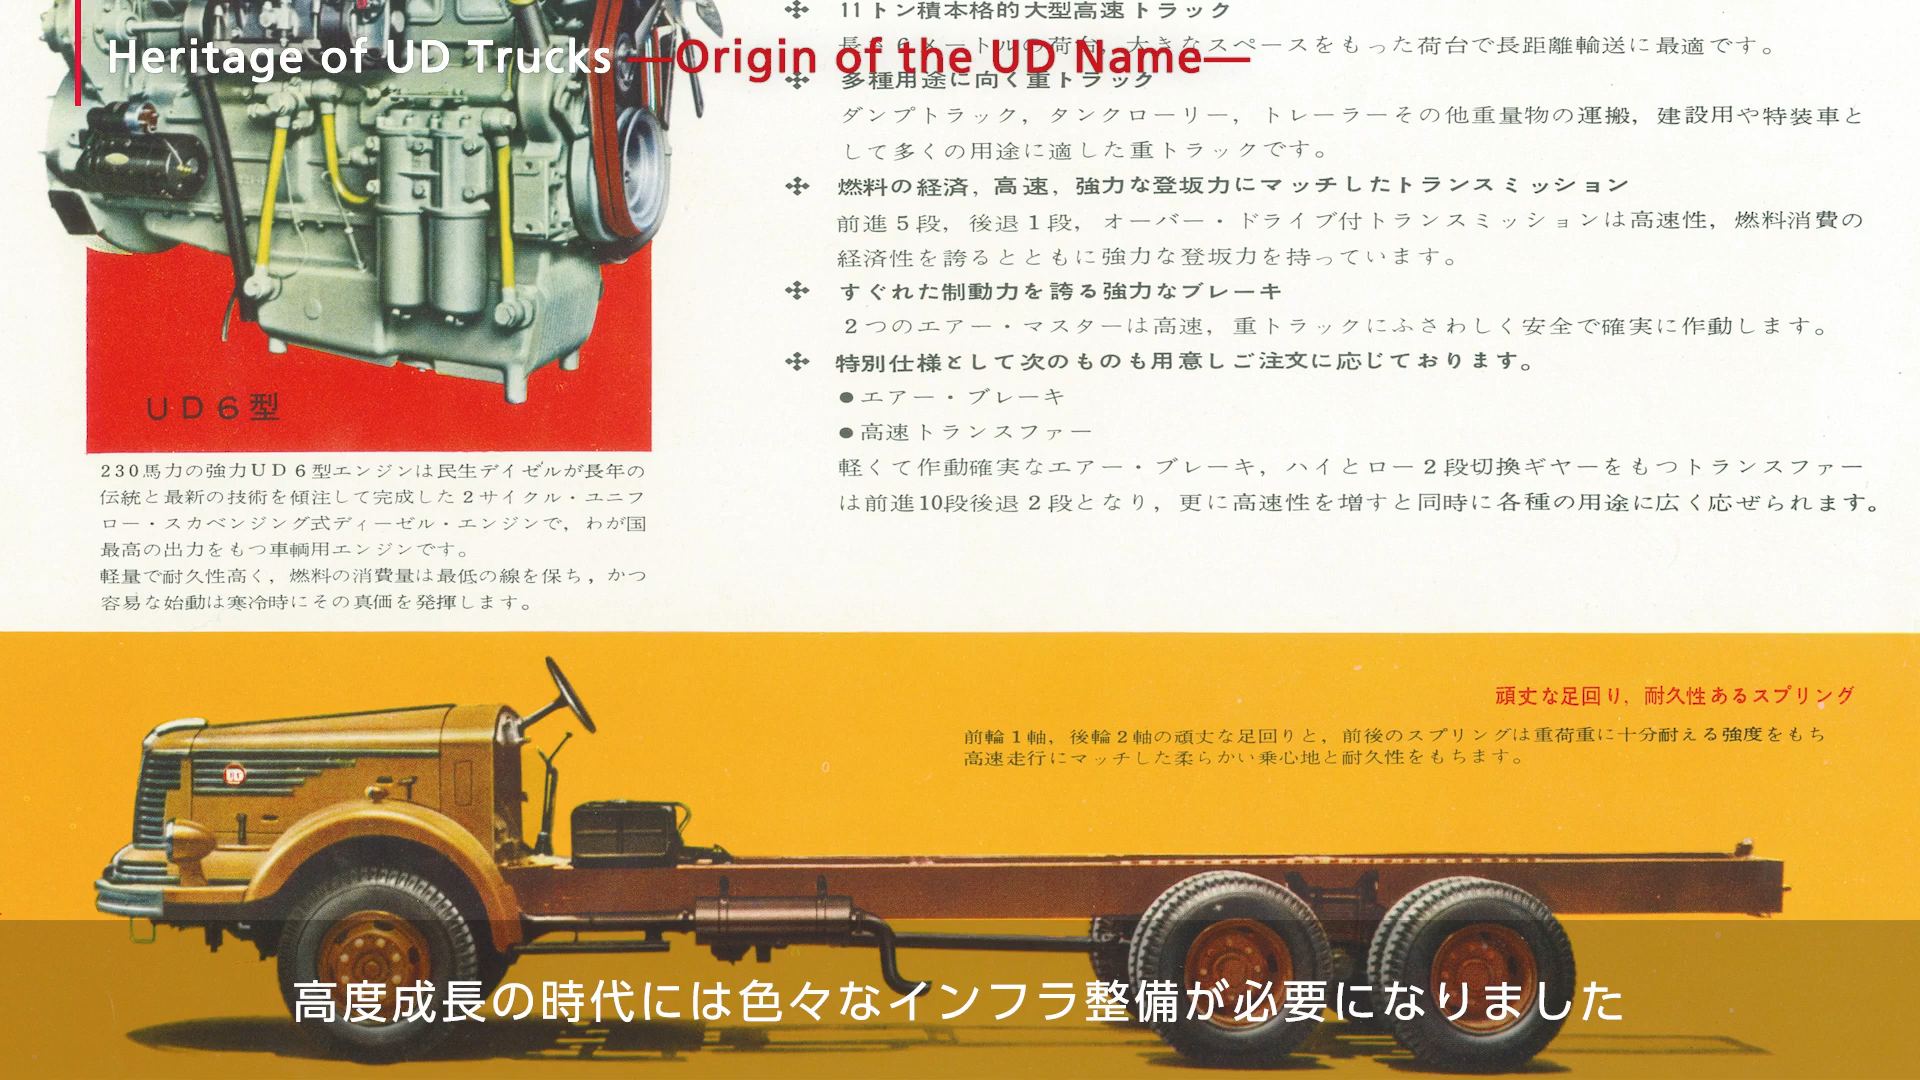 Heritage of UD Trucks —Origin of the UD Name—
11トン積本格的大型高速トラック
長さ6メートルの荷台，大きなスペースをもった荷台で長距離輸送に最適です。
多種用途に向く重トラック
ダンプトラック，タンクローリー，トレーラーその他重量物の運搬，建設用や特装車と
して多くの用途に適した重トラックです。
燃料の経済，高速，強力な登坂力にマッチしたトランスミッション
前進5段，後退1段，オーバー・ドライブ付トランスミッションは高速性，燃料消費の
経済性を誇るとともに強力な登坂力を持っています。
すぐれた制動力を誇る強力なブレーキ
2つのエアー・マスターは高速，重トラックにふさわしく安全で確実に作動します。
特別仕様として次のものも用意しご注文に応じております。
●エアー・ブレーキ
●高速トランスファー
軽くて作動確実なエアー・ブレーキ，ハイとロー2段切換ギヤーをもつトランスファー
は前進10段後退2段となり，更に高速性を増すと同時に各種の用途に広く応ぜられます。
UD6型
230馬力の強力UD6型エンジンは民生デイゼルが長年の
伝統と最新の技術を傾注して完成した2サイクル・ユニフ
ロー・スカベンジング式ディーゼル・エンジンで，わが国
最高の出力をもつ車輌用エンジンです。
軽量で耐久性高く，燃料の消費量は最低の線を保ち，かつ
容易な始動は寒冷時にその真価を発揮します。
頑丈な足回り，耐久性あるスプリング
前輪1軸，後輪2軸の頑丈な足回りと，前後のスプリングは重荷重に十分耐える強度をもち
高速走行にマッチした柔らかい乗心地と耐久性をもちます。
高度成長の時代には色々なインフラ整備が必要になりました